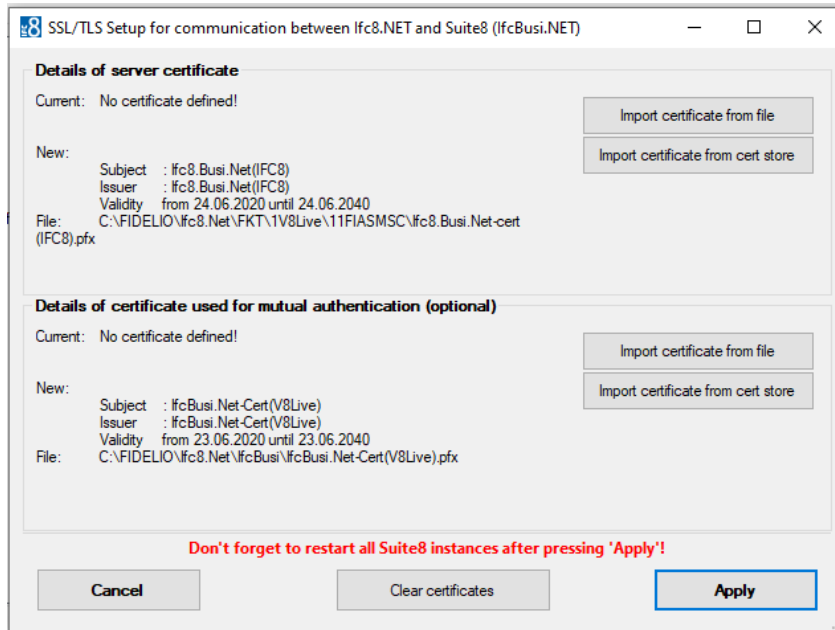 SSL/TLS Setup for communication between Ifc8.NET and Suite8 (IfcBusi.NET)
Details of server certificate
Current: No certificate defined!
Import certificate from file
Import certificate from cert store
New:
Subject : Ifc8.Busi.Net(IFC8)
Issuer : Ifc8.Busi.Net(IFC8)
Validity from 24.06.2020 until 24.06.2040
File: C:\FIDELIO\Ifc8.Net\FKT\1V8Live\11FIASMSC\Ifc8.Busi.Net-cert
(IFC8).pfx
Details of certificate used for mutual authentication (optional)
Current: No certificate defined!
Import certificate from file
Import certificate from cert store
New:
Subject : IfcBusi.Net-Cert(V8Live)
Issuer : IfcBusi.Net-Cert(V8Live)
Validity from 23.06.2020 until 23.06.2040
File: C:\FIDELIO\Ifc8.Net\IfcBusi\IfcBusi.Net-Cert(V8Live).pfx
Don't forget to restart all Suite8 instances after pressing 'Apply'!
Cancel
Clear certificates
Apply